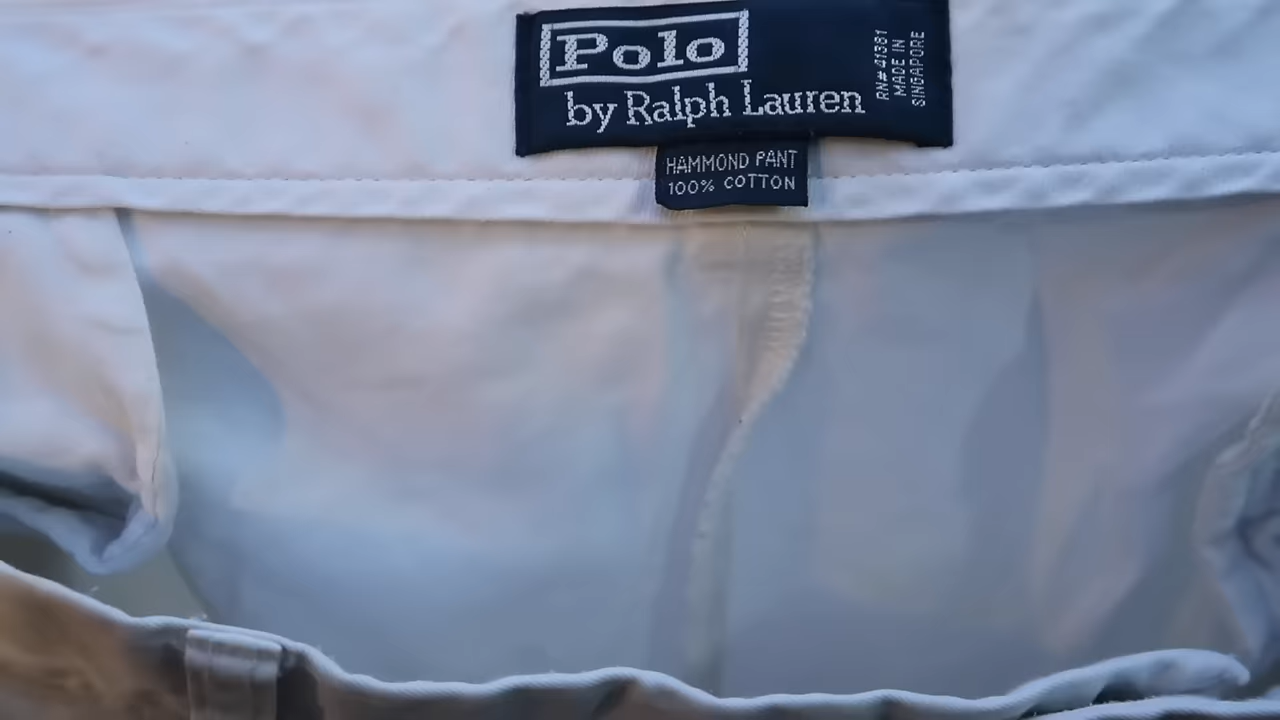 Polo
by Ralph Lauren
RN# 41381
MADE IN
SINGAPORE
HAMMOND PANT
100% COTTON